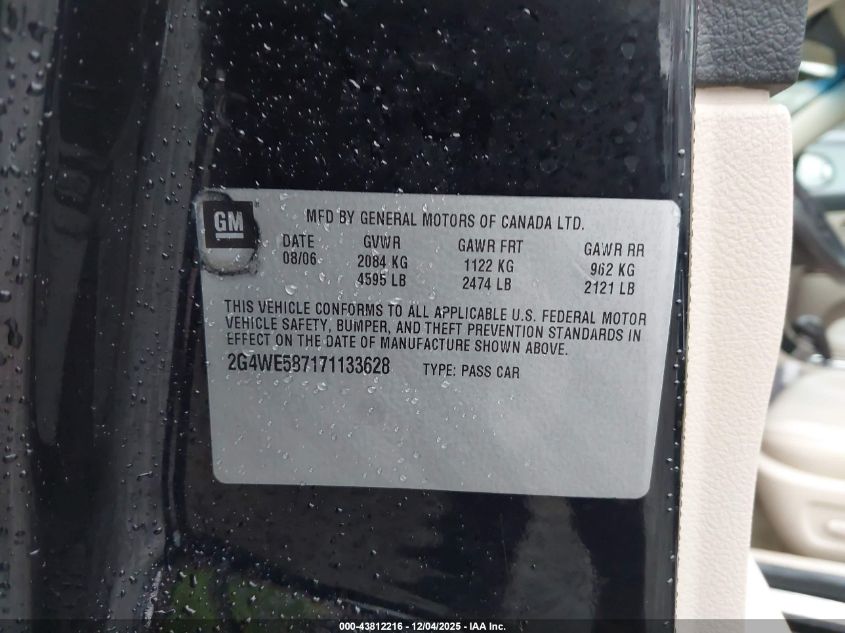 GM
MFD BY GENERAL MOTORS OF CANADA LTD.
DATE GVWR GAWR FRT GAWR RR
08/06 2084 KG 1122 KG 962 KG
4595 LB 2474 LB 2121 LB
THIS VEHICLE CONFORMS TO ALL APPLICABLE U.S. FEDERAL MOTOR
VEHICLE SAFETY, BUMPER, AND THEFT PREVENTION STANDARDS IN
EFFECT ON THE DATE OF MANUFACTURE SHOWN ABOVE.
2G4WE587171133628 TYPE: PASS CAR
000-43812216 - 12/04/2025 - IAA Inc.